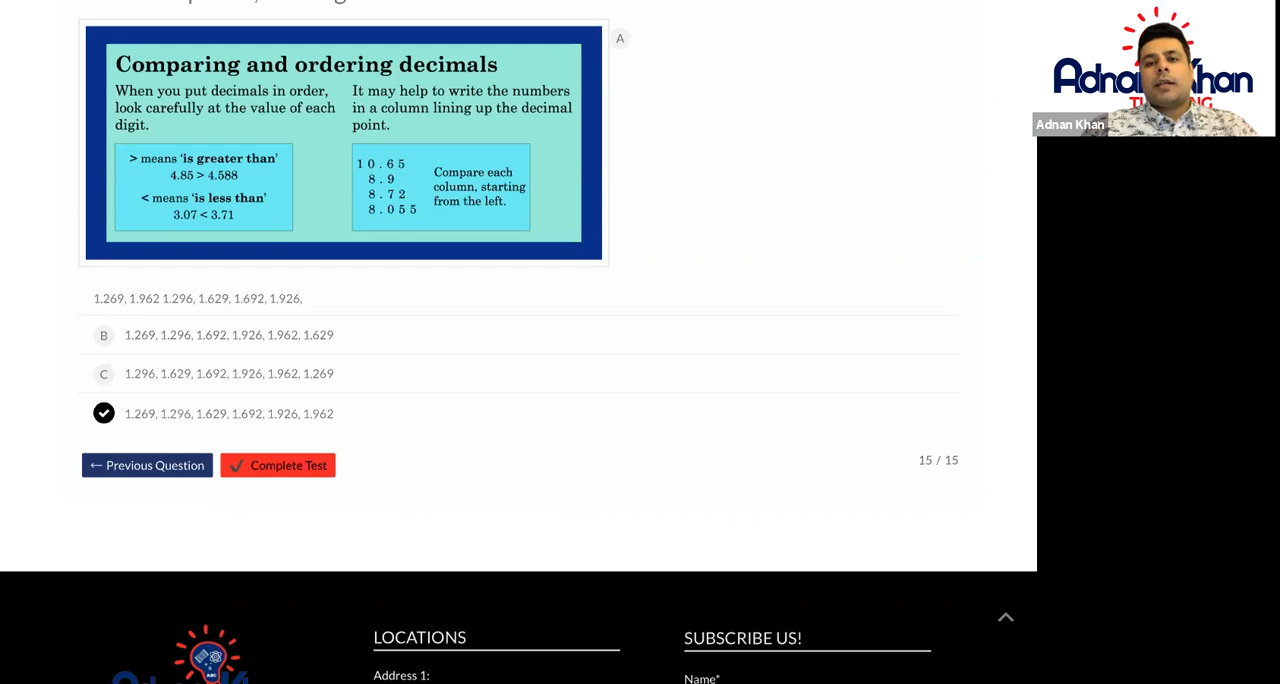 Comparing and ordering decimals
When you put decimals in order,
look carefully at the value of each
digit.
> means 'is greater than'
4.85 > 4.588
< means 'is less than'
3.07 < 3.71
It may help to write the numbers
in a column lining up the decimal
point.
10.65
8.9
8.72
8.055
Compare each
column, starting
from the left.
A
1.269, 1.962 1.296, 1.629, 1.692, 1.926,
B 1.269, 1.296, 1.692, 1.926, 1.962, 1.629
C 1.296, 1.629, 1.692, 1.926, 1.962, 1.269
1.269, 1.296, 1.629, 1.692, 1.926, 1.962
← Previous Question
✔ Complete Test
15 / 15
Adnan Khan
LOCATIONS
Address 1:
SUBSCRIBE US!
Name*
ABC